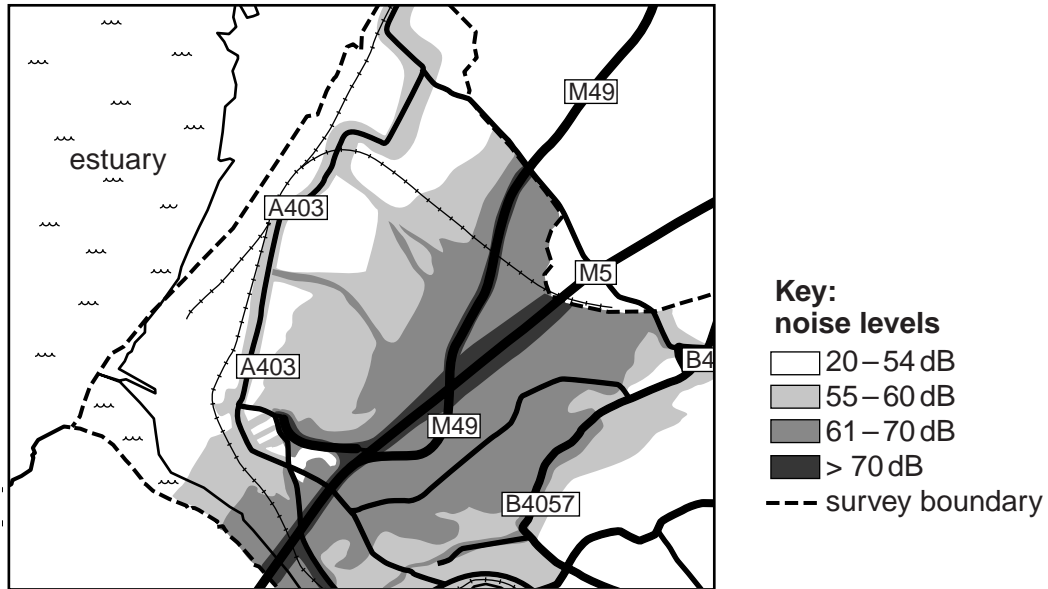 M49
estuary
A403
M5
A403
B4
M49
B4057
Key:
noise levels
20 – 54 dB
55 – 60 dB
61 – 70 dB
> 70 dB
survey boundary